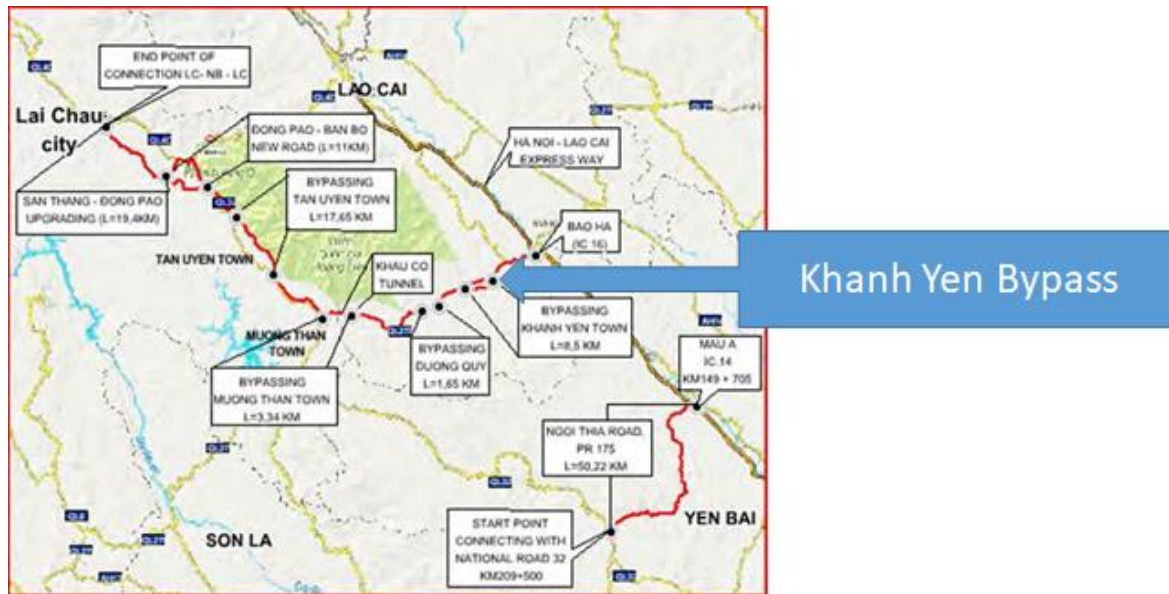 END POINT OF
CONNECTION LC- NB - LC
LAO CAI
Lai Chau
city
ĐONG PAO - BAN BO
NEW ROAD (L=11KM)
HA NOI - LAO CAI
EXPRESS WAY
SAN THANG - ĐONG PAO
UPGRADING (L=19,4KM)
BYPASSING
TAN UYEN TOWN
L=17,65 KM
BAO HA
(IC 16)
TAN UYEN TOWN
KHAU CO
TUNNEL
Khanh Yen Bypass
MUONG THAN
TOWN
BYPASSING
KHANH YEN TOWN
L=8,5 KM
BYPASSING
DUONG QUY
L=1,65 KM
MAU A
IC.14
KM149 + 705
BYPASSING
MUONG THAN TOWN
L=3,34 KM
NGOI THIA ROAD,
PR 175
L=50,22 KM
QL32
YEN BAI
START POINT
CONNECTING WITH
NATIONAL ROAD 32
KM209+500
SON LA
QL32